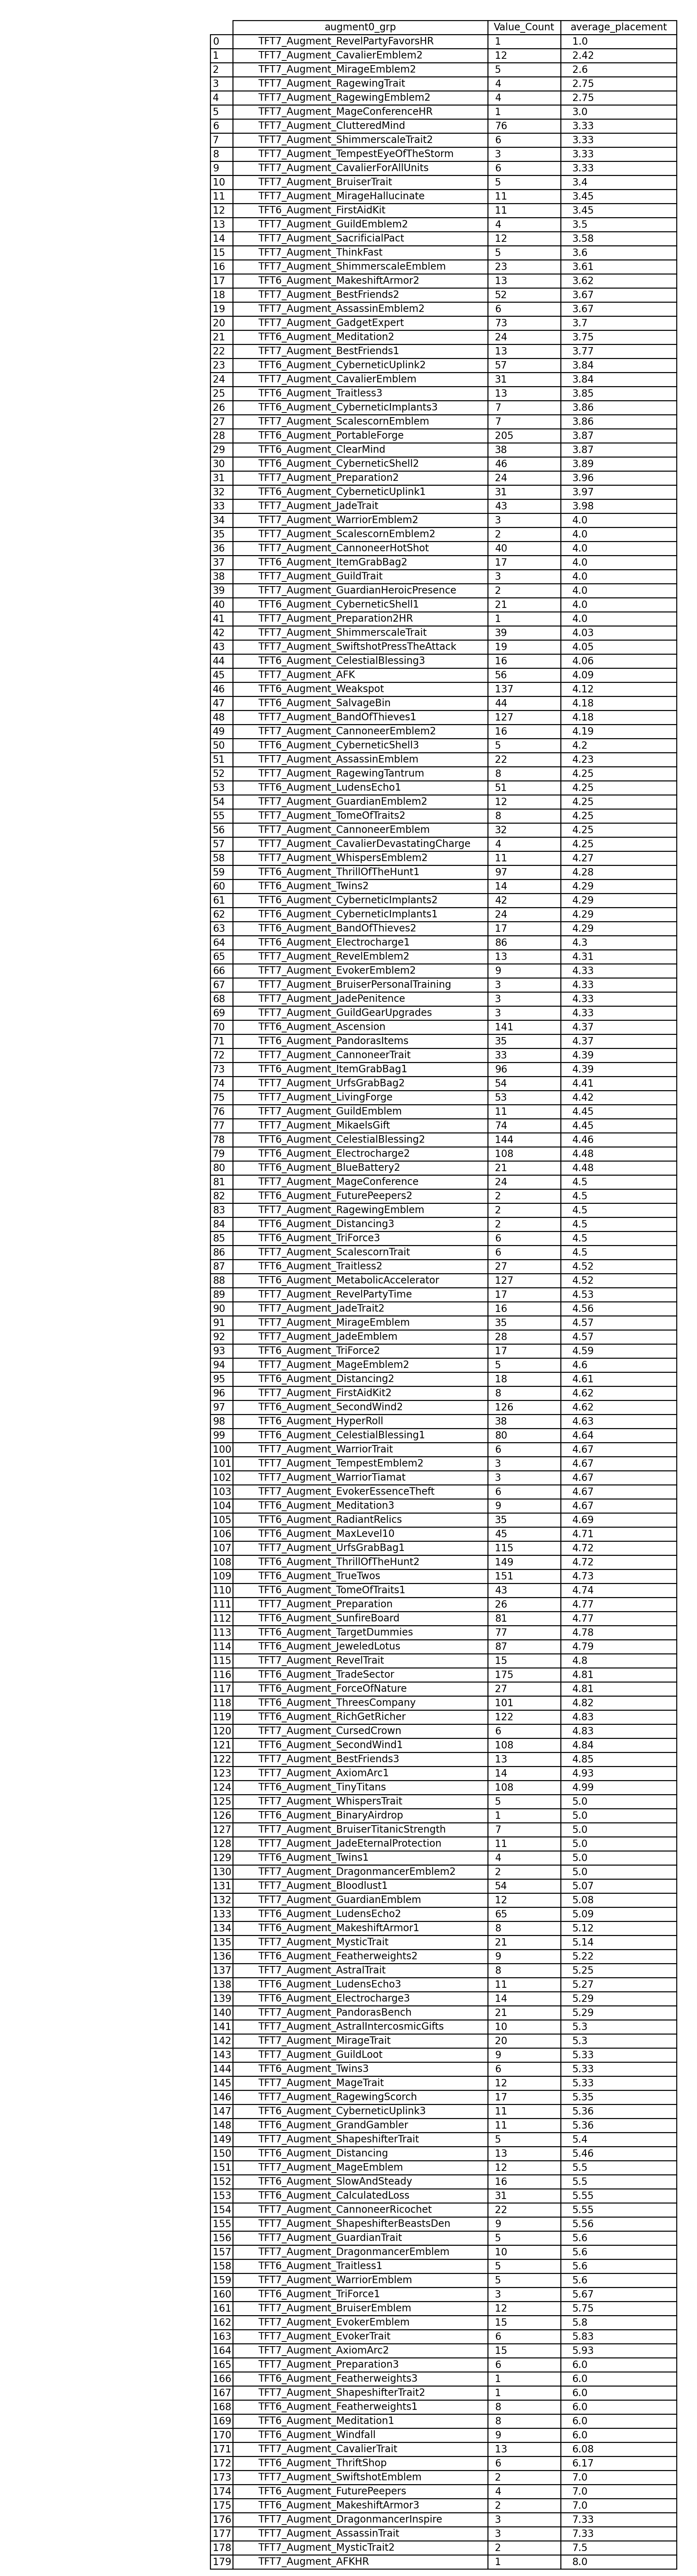 augment0_grp Value_Count average_placement
0 TFT7_Augment_RevelPartyFavorsHR 1 1.0
1 TFT7_Augment_CavalierEmblem2 12 2.42
2 TFT7_Augment_MirageEmblem2 5 2.6
3 TFT7_Augment_RagewingTrait 4 2.75
4 TFT7_Augment_RagewingEmblem2 4 2.75
5 TFT7_Augment_MageConferenceHR 1 3.0
6 TFT6_Augment_ClutteredMind 76 3.33
7 TFT7_Augment_ShimmerscaleTrait2 6 3.33
8 TFT7_Augment_TempestEyeOfTheStorm 3 3.33
9 TFT7_Augment_CavalierForAllUnits 6 3.33
10 TFT7_Augment_BruiserTrait 5 3.4
11 TFT7_Augment_MirageHallucinate 11 3.45
12 TFT6_Augment_FirstAidKit 11 3.45
13 TFT7_Augment_GuildEmblem2 4 3.5
14 TFT7_Augment_SacrificialPact 12 3.58
15 TFT7_Augment_ThinkFast 5 3.6
16 TFT7_Augment_ShimmerscaleEmblem 23 3.61
17 TFT6_Augment_MakeshiftArmor2 13 3.62
18 TFT7_Augment_BestFriends2 52 3.67
19 TFT7_Augment_AssassinEmblem2 6 3.67
20 TFT7_Augment_GadgetExpert 73 3.7
21 TFT6_Augment_Meditation2 24 3.75
22 TFT7_Augment_BestFriends1 13 3.77
23 TFT6_Augment_CyberneticUplink2 57 3.84
24 TFT7_Augment_CavalierEmblem 31 3.84
25 TFT6_Augment_Traitless3 13 3.85
26 TFT6_Augment_CyberneticImplants3 7 3.86
27 TFT7_Augment_ScalescornEmblem 7 3.86
28 TFT6_Augment_PortableForge 205 3.87
29 TFT6_Augment_ClearMind 38 3.87
30 TFT6_Augment_CyberneticShell2 46 3.89
31 TFT7_Augment_Preparation2 24 3.96
32 TFT6_Augment_CyberneticUplink1 31 3.97
33 TFT7_Augment_JadeTrait 43 3.98
34 TFT7_Augment_WarriorEmblem2 3 4.0
35 TFT7_Augment_ScalescornEmblem2 2 4.0
36 TFT7_Augment_CannoneerHotShot 40 4.0
37 TFT6_Augment_ItemGrabBag2 17 4.0
38 TFT7_Augment_GuildTrait 3 4.0
39 TFT7_Augment_GuardianHeroicPresence 2 4.0
40 TFT6_Augment_CyberneticShell1 21 4.0
41 TFT7_Augment_Preparation2HR 1 4.0
42 TFT7_Augment_ShimmerscaleTrait 39 4.03
43 TFT7_Augment_SwiftshotPressTheAttack 19 4.05
44 TFT6_Augment_CelestialBlessing3 16 4.06
45 TFT7_Augment_AFK 56 4.09
46 TFT6_Augment_Weakspot 137 4.12
47 TFT6_Augment_SalvageBin 44 4.18
48 TFT7_Augment_BandOfThieves1 127 4.18
49 TFT7_Augment_CannoneerEmblem2 16 4.19
50 TFT6_Augment_CyberneticShell3 5 4.2
51 TFT7_Augment_AssassinEmblem 22 4.23
52 TFT7_Augment_RagewingTantrum 8 4.25
53 TFT6_Augment_LudensEcho1 51 4.25
54 TFT7_Augment_GuardianEmblem2 12 4.25
55 TFT7_Augment_TomeOfTraits2 8 4.25
56 TFT7_Augment_CannoneerEmblem 32 4.25
57 TFT7_Augment_CavalierDevastatingCharge 4 4.25
58 TFT7_Augment_WhispersEmblem2 11 4.27
59 TFT6_Augment_ThrillOfTheHunt1 97 4.28
60 TFT6_Augment_Twins2 14 4.29
61 TFT6_Augment_CyberneticImplants2 42 4.29
62 TFT6_Augment_CyberneticImplants1 24 4.29
63 TFT6_Augment_BandOfThieves2 17 4.29
64 TFT6_Augment_Electrocharge1 86 4.3
65 TFT7_Augment_RevelEmblem2 13 4.31
66 TFT7_Augment_EvokerEmblem2 9 4.33
67 TFT7_Augment_BruiserPersonalTraining 3 4.33
68 TFT7_Augment_JadePenitence 3 4.33
69 TFT7_Augment_GuildGearUpgrades 3 4.33
70 TFT6_Augment_Ascension 141 4.37
71 TFT6_Augment_PandorasItems 35 4.37
72 TFT7_Augment_CannoneerTrait 33 4.39
73 TFT6_Augment_ItemGrabBag1 96 4.39
74 TFT7_Augment_UrfsGrabBag2 54 4.41
75 TFT7_Augment_LivingForge 53 4.42
76 TFT7_Augment_GuildEmblem 11 4.45
77 TFT7_Augment_MikaelsGift 74 4.45
78 TFT6_Augment_CelestialBlessing2 144 4.46
79 TFT6_Augment_Electrocharge2 108 4.48
80 TFT6_Augment_BlueBattery2 21 4.48
81 TFT7_Augment_MageConference 24 4.5
82 TFT6_Augment_FuturePeepers2 2 4.5
83 TFT7_Augment_RagewingEmblem 2 4.5
84 TFT6_Augment_Distancing3 2 4.5
85 TFT6_Augment_TriForce3 6 4.5
86 TFT7_Augment_ScalescornTrait 6 4.5
87 TFT6_Augment_Traitless2 27 4.52
88 TFT6_Augment_MetabolicAccelerator 127 4.52
89 TFT7_Augment_RevelPartyTime 17 4.53
90 TFT7_Augment_JadeTrait2 16 4.56
91 TFT7_Augment_MirageEmblem 35 4.57
92 TFT7_Augment_JadeEmblem 28 4.57
93 TFT6_Augment_TriForce2 17 4.59
94 TFT7_Augment_MageEmblem2 5 4.6
95 TFT6_Augment_Distancing2 18 4.61
96 TFT7_Augment_FirstAidKit2 8 4.62
97 TFT6_Augment_SecondWind2 126 4.62
98 TFT6_Augment_HyperRoll 38 4.63
99 TFT6_Augment_CelestialBlessing1 80 4.64
100 TFT7_Augment_WarriorTrait 6 4.67
101 TFT7_Augment_TempestEmblem2 3 4.67
102 TFT7_Augment_WarriorTiamat 3 4.67
103 TFT7_Augment_EvokerEssenceTheft 6 4.67
104 TFT6_Augment_Meditation3 9 4.67
105 TFT6_Augment_RadiantRelics 35 4.69
106 TFT6_Augment_MaxLevel10 45 4.71
107 TFT7_Augment_UrfsGrabBag1 115 4.72
108 TFT6_Augment_ThrillOfTheHunt2 149 4.72
109 TFT6_Augment_TrueTwos 151 4.73
110 TFT6_Augment_TomeOfTraits1 43 4.74
111 TFT7_Augment_Preparation 26 4.77
112 TFT6_Augment_SunfireBoard 81 4.77
113 TFT6_Augment_TargetDummies 77 4.78
114 TFT6_Augment_JeweledLotus 87 4.79
115 TFT7_Augment_RevelTrait 15 4.8
116 TFT6_Augment_TradeSector 175 4.81
117 TFT6_Augment_ForceOfNature 27 4.81
118 TFT6_Augment_ThreesCompany 101 4.82
119 TFT6_Augment_RichGetRicher 122 4.83
120 TFT7_Augment_CursedCrown 6 4.83
121 TFT6_Augment_SecondWind1 108 4.84
122 TFT7_Augment_BestFriends3 13 4.85
123 TFT7_Augment_AxiomArc1 14 4.93
124 TFT6_Augment_TinyTitans 108 4.99
125 TFT7_Augment_WhispersTrait 5 5.0
126 TFT6_Augment_BinaryAirdrop 1 5.0
127 TFT7_Augment_BruiserTitanicStrength 7 5.0
128 TFT7_Augment_JadeEternalProtection 11 5.0
129 TFT6_Augment_Twins1 4 5.0
130 TFT7_Augment_DragonmancerEmblem2 2 5.0
131 TFT7_Augment_Bloodlust1 54 5.07
132 TFT7_Augment_GuardianEmblem 12 5.08
133 TFT6_Augment_LudensEcho2 65 5.09
134 TFT6_Augment_MakeshiftArmor1 8 5.12
135 TFT7_Augment_MysticTrait 21 5.14
136 TFT6_Augment_Featherweights2 9 5.22
137 TFT7_Augment_AstralTrait 8 5.25
138 TFT6_Augment_LudensEcho3 11 5.27
139 TFT6_Augment_Electrocharge3 14 5.29
140 TFT7_Augment_PandorasBench 21 5.29
141 TFT7_Augment_AstralIntercosmicGifts 10 5.3
142 TFT7_Augment_MirageTrait 20 5.3
143 TFT7_Augment_GuildLoot 9 5.33
144 TFT6_Augment_Twins3 6 5.33
145 TFT7_Augment_MageTrait 12 5.33
146 TFT7_Augment_RagewingScorch 17 5.35
147 TFT6_Augment_CyberneticUplink3 11 5.36
148 TFT6_Augment_GrandGambler 11 5.36
149 TFT7_Augment_ShapeshifterTrait 5 5.4
150 TFT6_Augment_Distancing 13 5.46
151 TFT7_Augment_MageEmblem 12 5.5
152 TFT6_Augment_SlowAndSteady 16 5.5
153 TFT6_Augment_CalculatedLoss 31 5.55
154 TFT7_Augment_CannoneerRicochet 22 5.55
155 TFT7_Augment_ShapeshifterBeastsDen 9 5.56
156 TFT7_Augment_GuardianTrait 5 5.6
157 TFT7_Augment_DragonmancerEmblem 10 5.6
158 TFT6_Augment_Traitless1 5 5.6
159 TFT7_Augment_WarriorEmblem 5 5.6
160 TFT6_Augment_TriForce1 3 5.67
161 TFT7_Augment_BruiserEmblem 12 5.75
162 TFT7_Augment_EvokerEmblem 15 5.8
163 TFT7_Augment_EvokerTrait 6 5.83
164 TFT7_Augment_AxiomArc2 15 5.93
165 TFT7_Augment_Preparation3 6 6.0
166 TFT6_Augment_Featherweights3 1 6.0
167 TFT7_Augment_ShapeshifterTrait2 1 6.0
168 TFT6_Augment_Featherweights1 8 6.0
169 TFT6_Augment_Meditation1 8 6.0
170 TFT6_Augment_Windfall 9 6.0
171 TFT7_Augment_CavalierTrait 13 6.08
172 TFT6_Augment_ThriftShop 6 6.17
173 TFT7_Augment_SwiftshotEmblem 2 7.0
174 TFT6_Augment_FuturePeepers 4 7.0
175 TFT6_Augment_MakeshiftArmor3 2 7.0
176 TFT7_Augment_DragonmancerInspire 3 7.33
177 TFT7_Augment_AssassinTrait 3 7.33
178 TFT7_Augment_MysticTrait2 2 7.5
179 TFT7_Augment_AFKHR 1 8.0